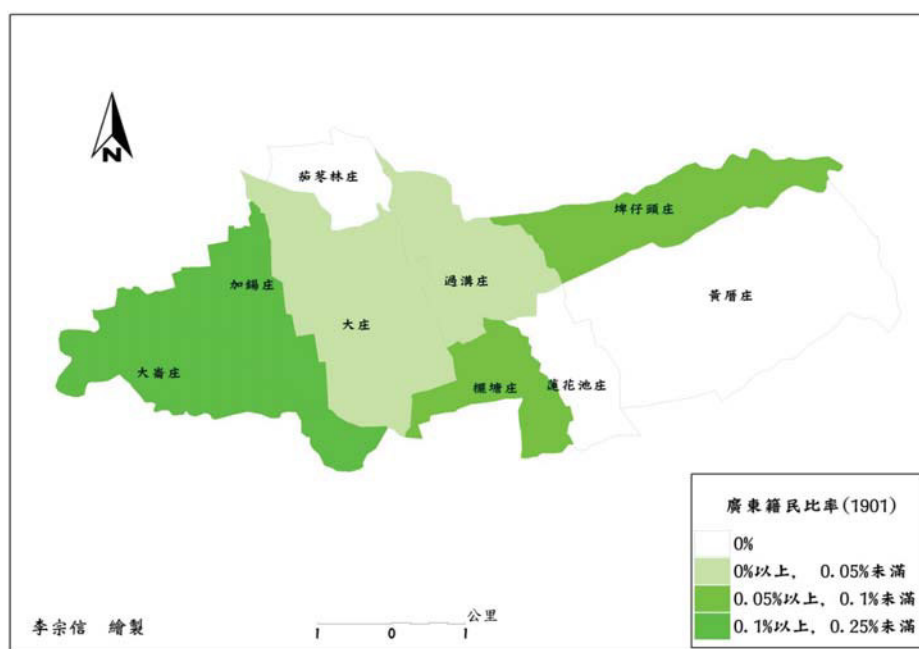 N
茄苳林庄
埤仔頭庄
加錫庄
過溝庄
黃厝庄
大庄
大崙庄
櫃塘庄
蓮花池庄
廣東籍民比率(1901)
0%
0%以上, 0.05%未滿
0.05%以上, 0.1%未滿
0.1%以上, 0.25%未滿
李宗信 繪製
公里
1 0 1